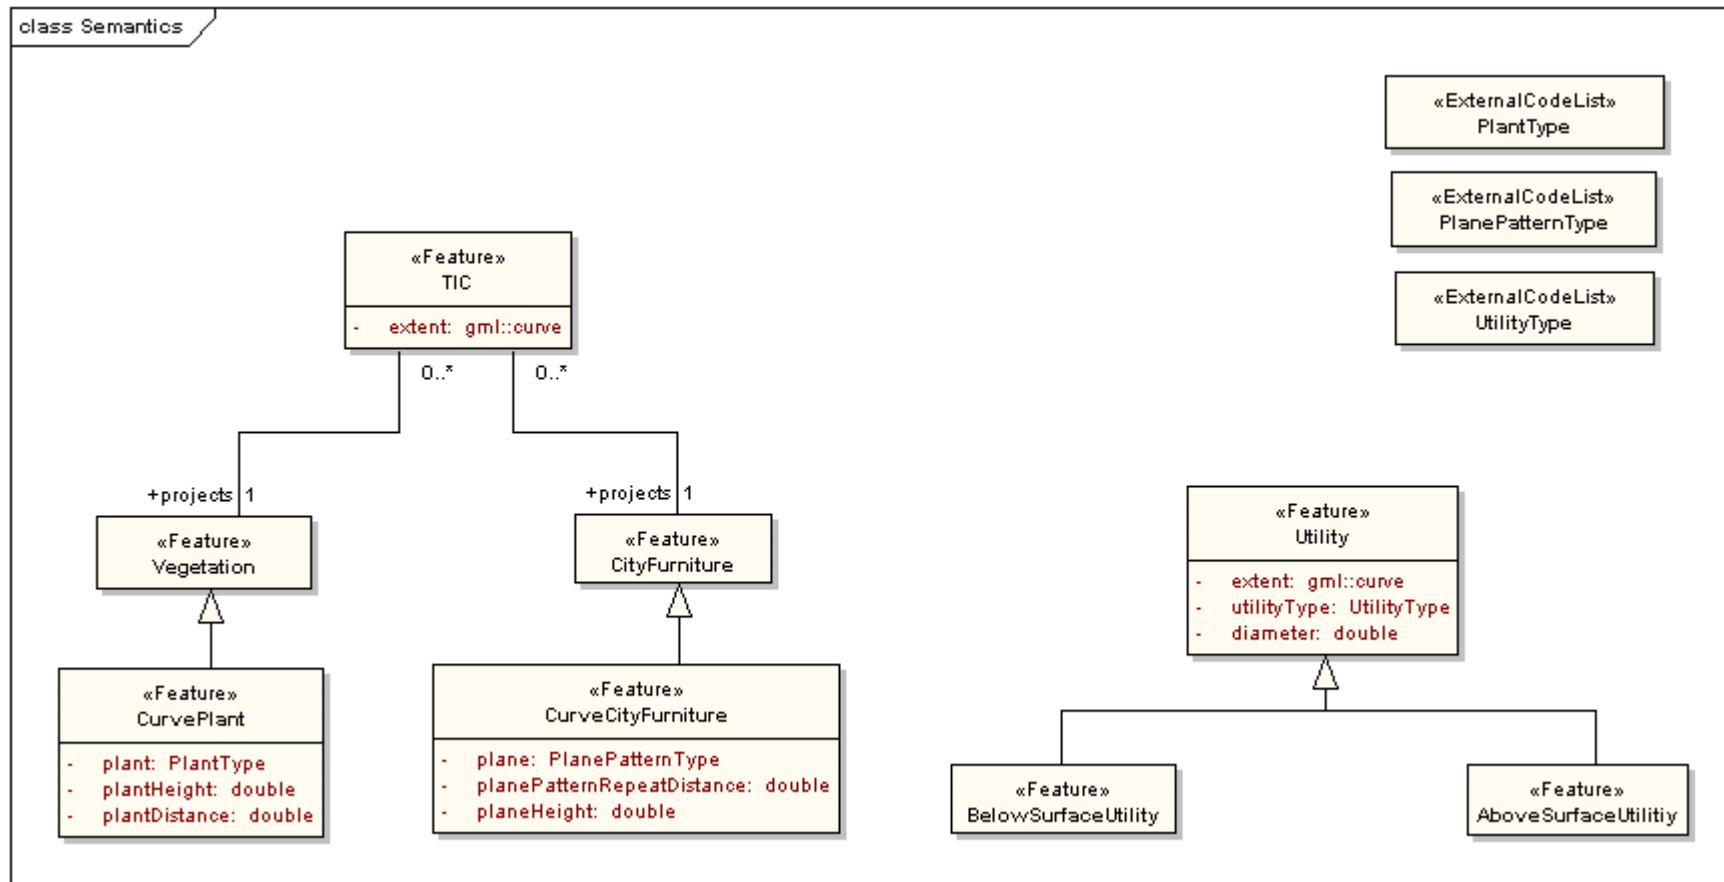 class Semantics
«ExternalCodeList»
PlantType
«ExternalCodeList»
PlanePatternType
«ExternalCodeList»
UtilityType
«Feature»
TIC
- extent: gml::curve
0..* 0..*
+projects 1 +projects 1
«Feature»
Vegetation
«Feature»
CityFurniture
«Feature»
Utility
- extent: gml::curve
- utilityType: UtilityType
- diameter: double
«Feature»
CurvePlant
- plant: PlantType
- plantHeight: double
- plantDistance: double
«Feature»
CurveCityFurniture
- plane: PlanePatternType
- planePatternRepeatDistance: double
- planeHeight: double
«Feature»
BelowSurfaceUtility
«Feature»
AboveSurfaceUtilitiy